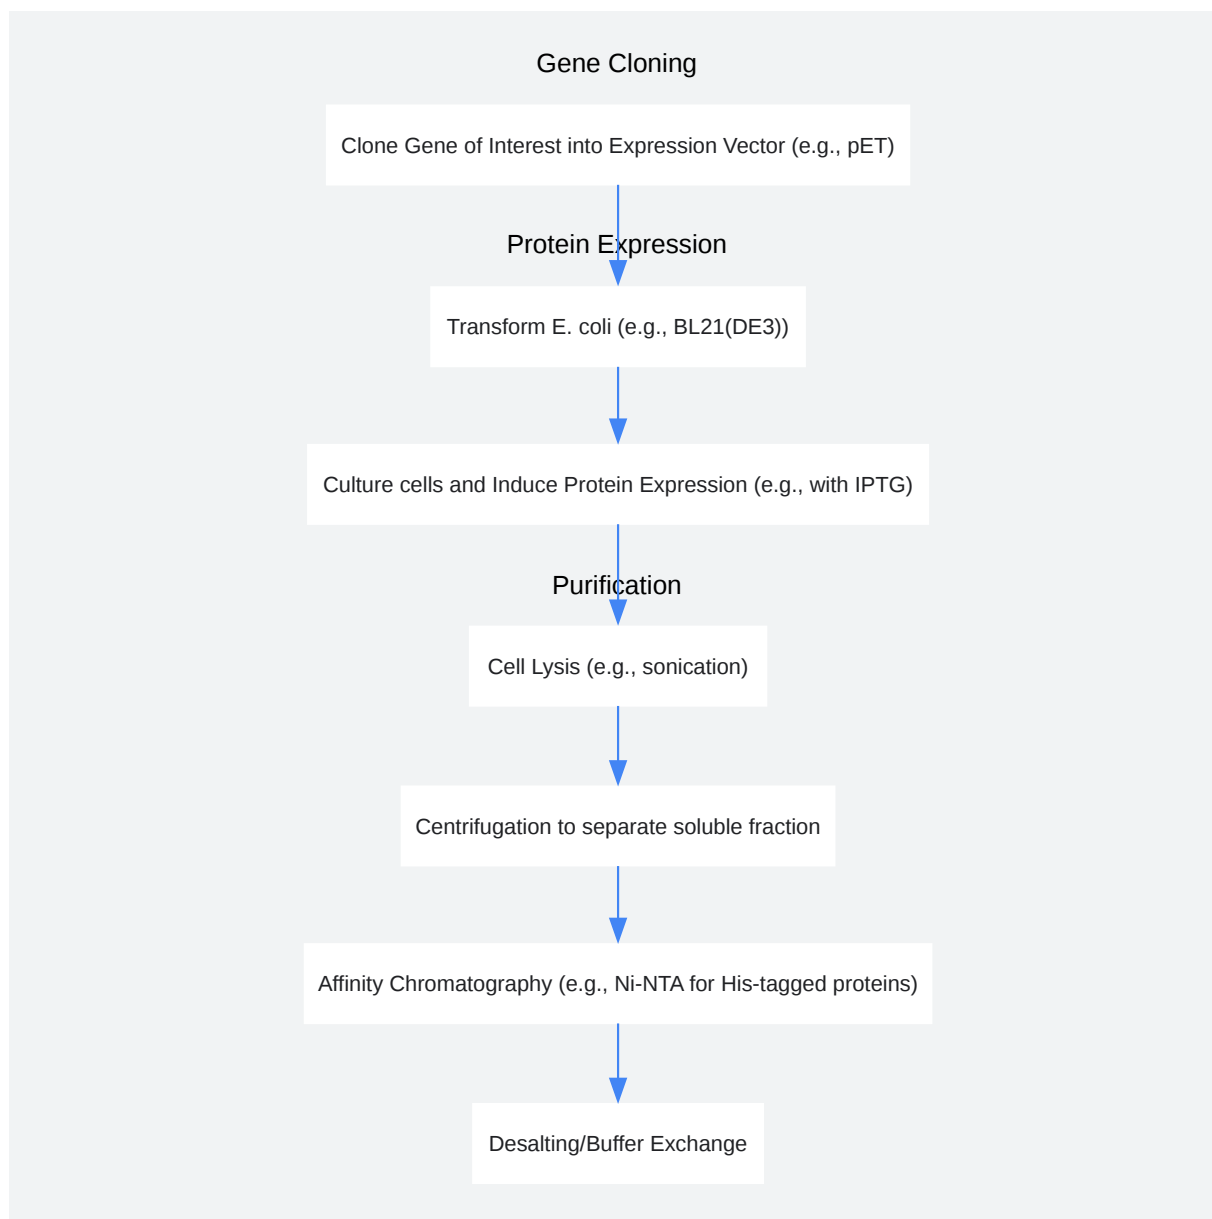 Gene Cloning
Clone Gene of Interest into Expression Vector (e.g., pET)
Protein Expression
Transform E. coli (e.g., BL21(DE3))
Culture cells and Induce Protein Expression (e.g., with IPTG)
Purification
Cell Lysis (e.g., sonication)
Centrifugation to separate soluble fraction
Affinity Chromatography (e.g., Ni-NTA for His-tagged proteins)
Desalting/Buffer Exchange